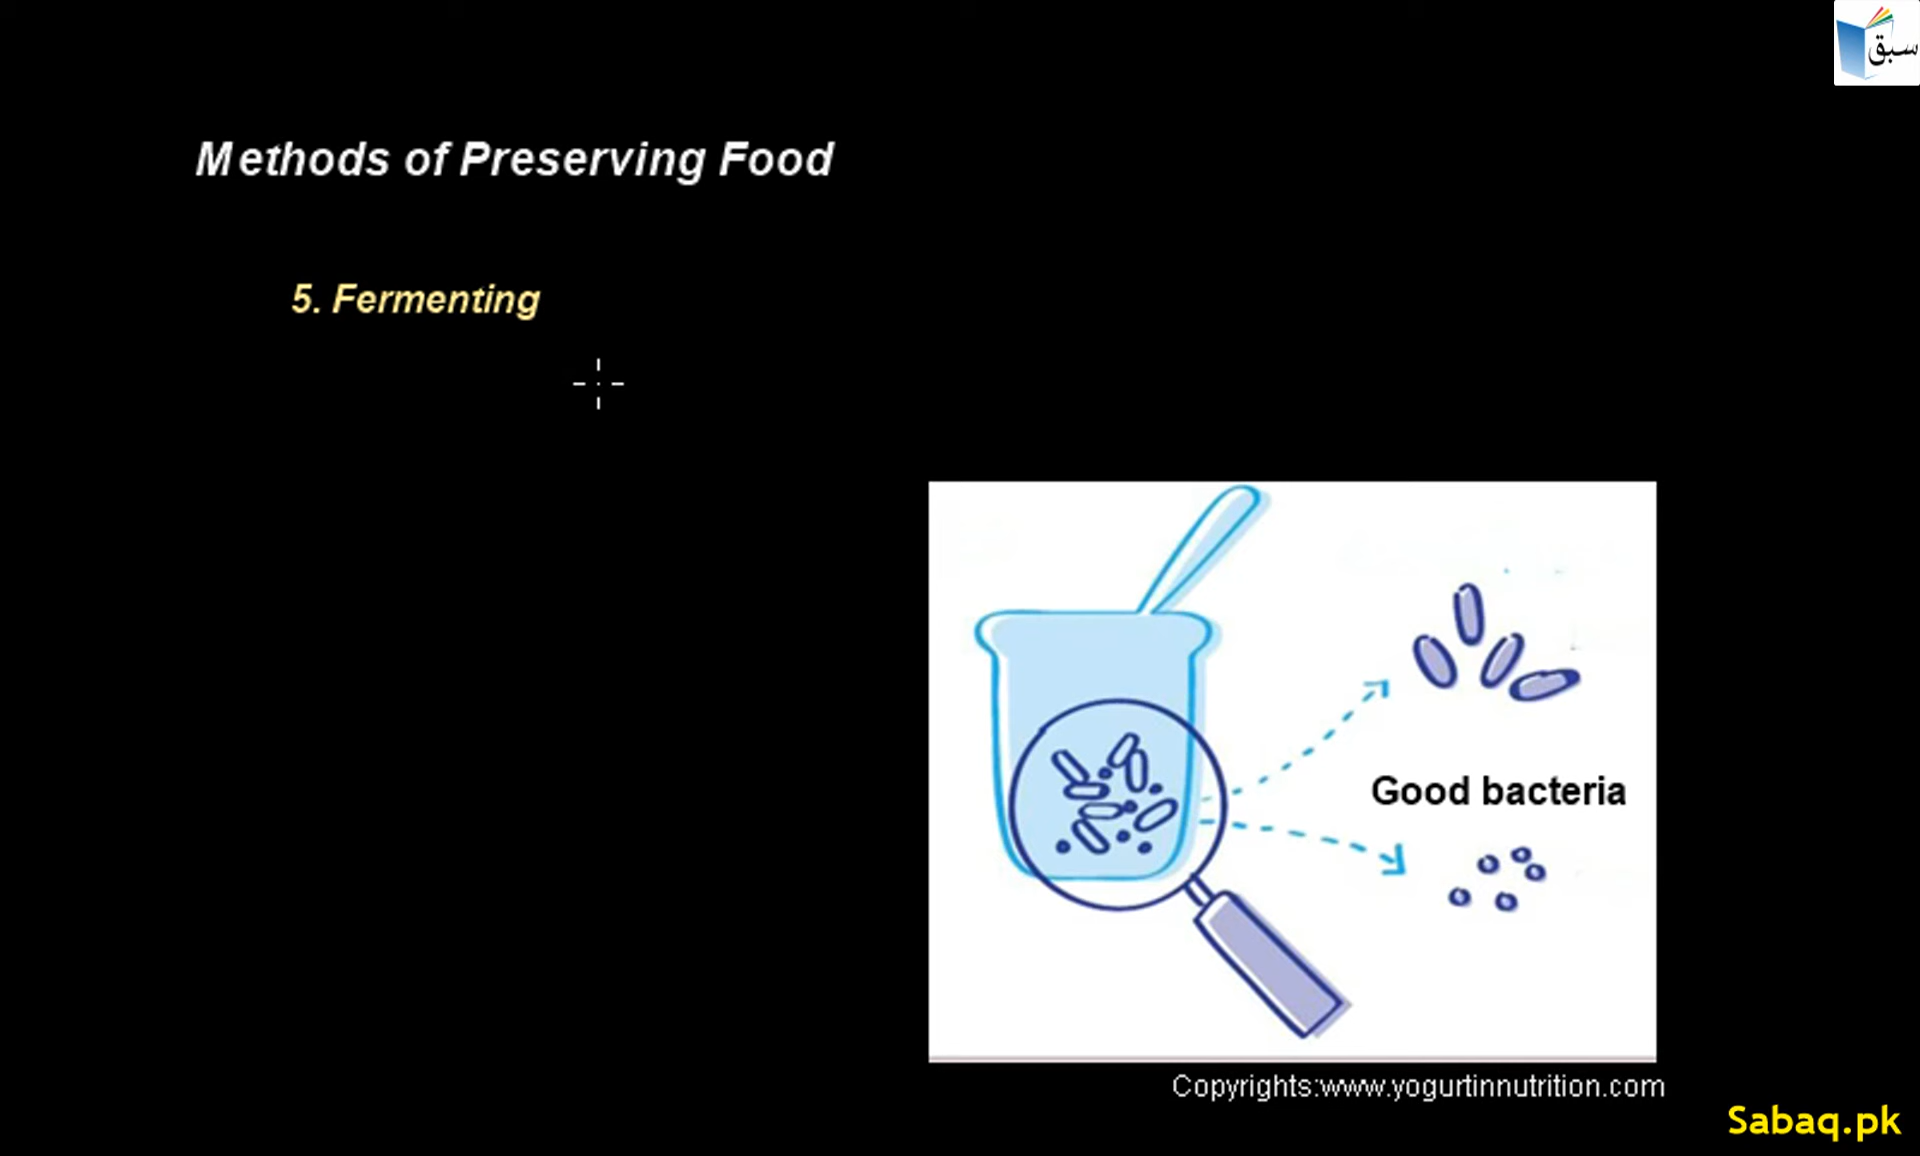 سبق
Methods of Preserving Food
5. Fermenting
Good bacteria
Copyrights:www.yogurtinnutrition.com
Sabaq.pk